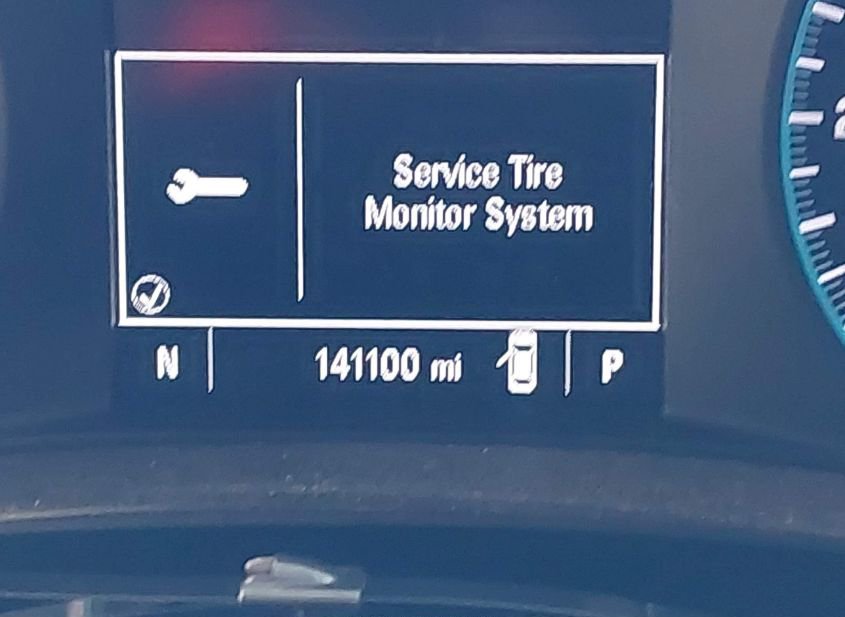 Service Tire
Monitor System
N 141100 mi P